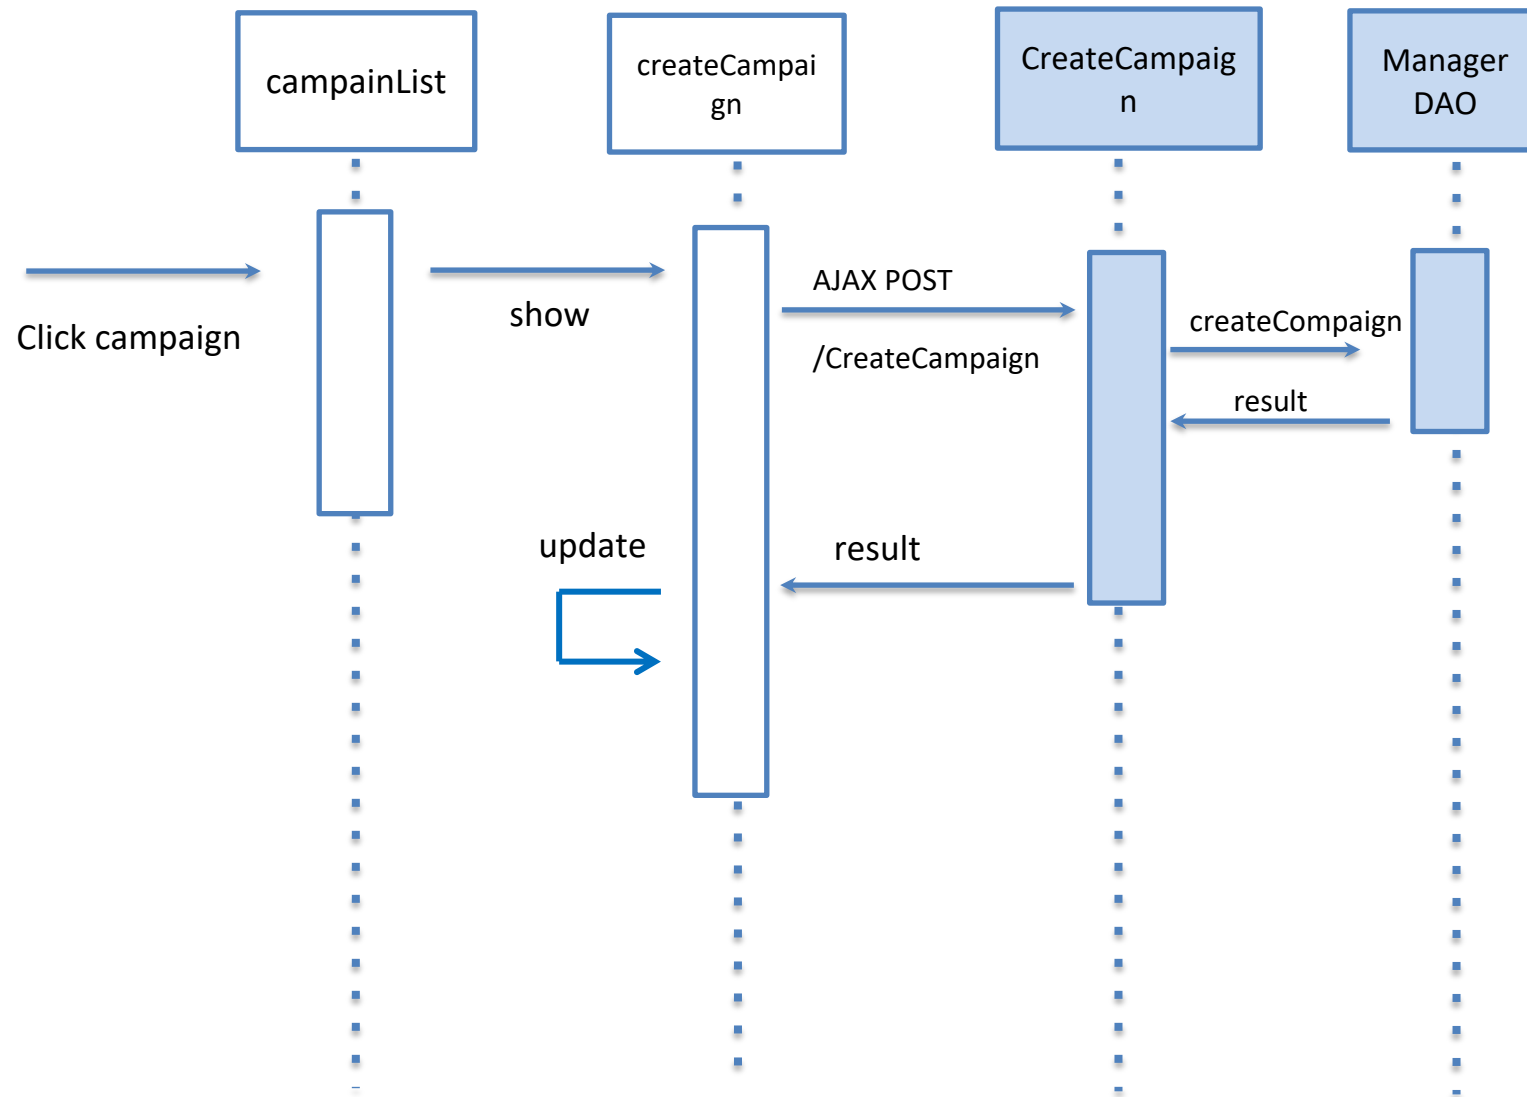 campainList
createCampai
gn
CreateCampaig
n
Manager
DAO
Click campaign
show
AJAX POST
/CreateCampaign
createCompaign
result
update
result